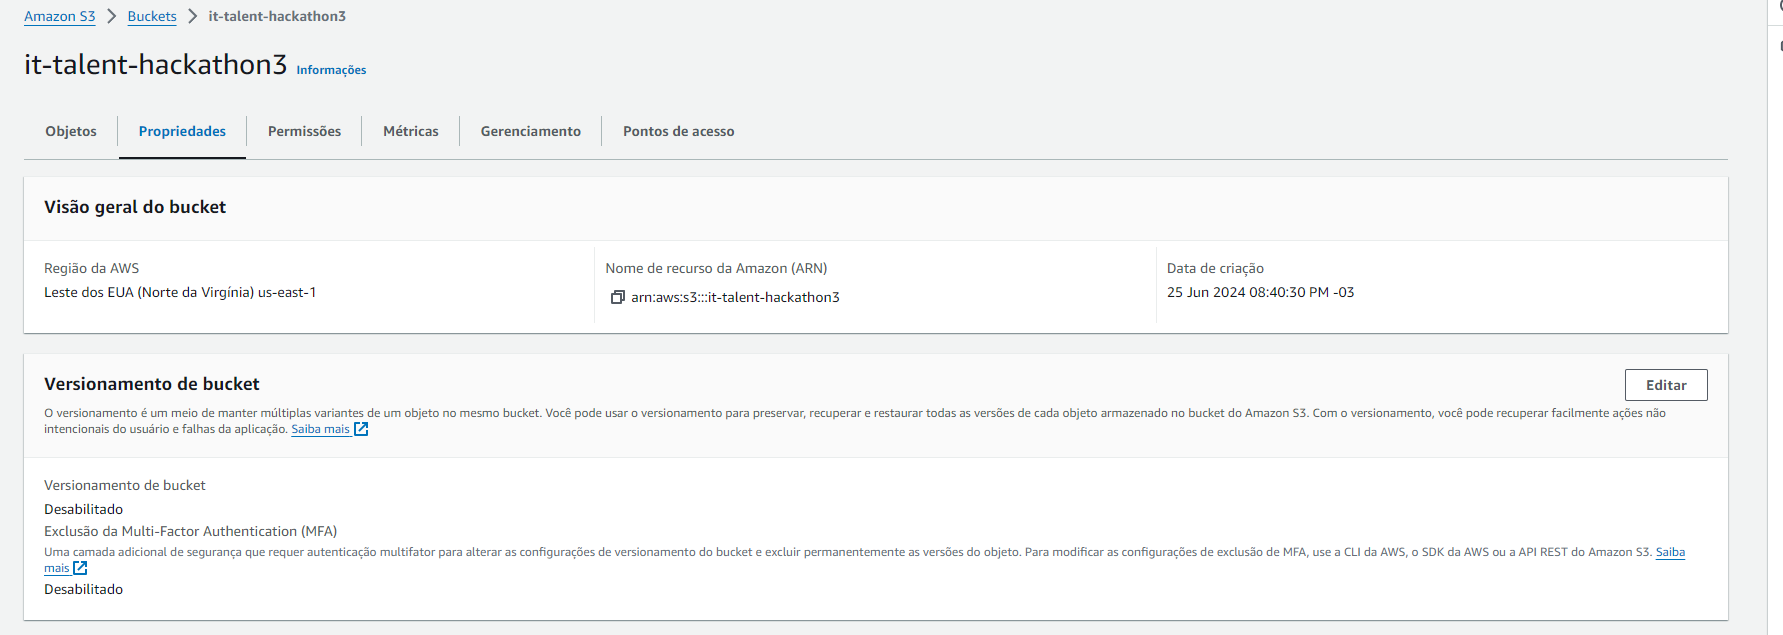 Amazon S3 > Buckets > it-talent-hackathon3
it-talent-hackathon3 Informações
Objetos Propriedades Permissões Métricas Gerenciamento Pontos de acesso
Visão geral do bucket
Região da AWS
Leste dos EUA (Norte da Virgínia) us-east-1
Nome de recurso da Amazon (ARN)
arn:aws:s3:::it-talent-hackathon3
Data de criação
25 Jun 2024 08:40:30 PM -03
Versionamento de bucket
Editar
O versionamento é um meio de manter múltiplas variantes de um objeto no mesmo bucket. Você pode usar o versionamento para preservar, recuperar e restaurar todas as versões de cada objeto armazenado no bucket do Amazon S3. Com o versionamento, você pode recuperar facilmente ações não
intencionais do usuário e falhas da aplicação. Saiba mais
Versionamento de bucket
Desabilitado
Exclusão da Multi-Factor Authentication (MFA)
Uma camada adicional de segurança que requer autenticação multifator para alterar as configurações de versionamento do bucket e excluir permanentemente as versões do objeto. Para modificar as configurações de exclusão de MFA, use a CLI da AWS, o SDK da AWS ou a API REST do Amazon S3. Saiba
mais
Desabilitado